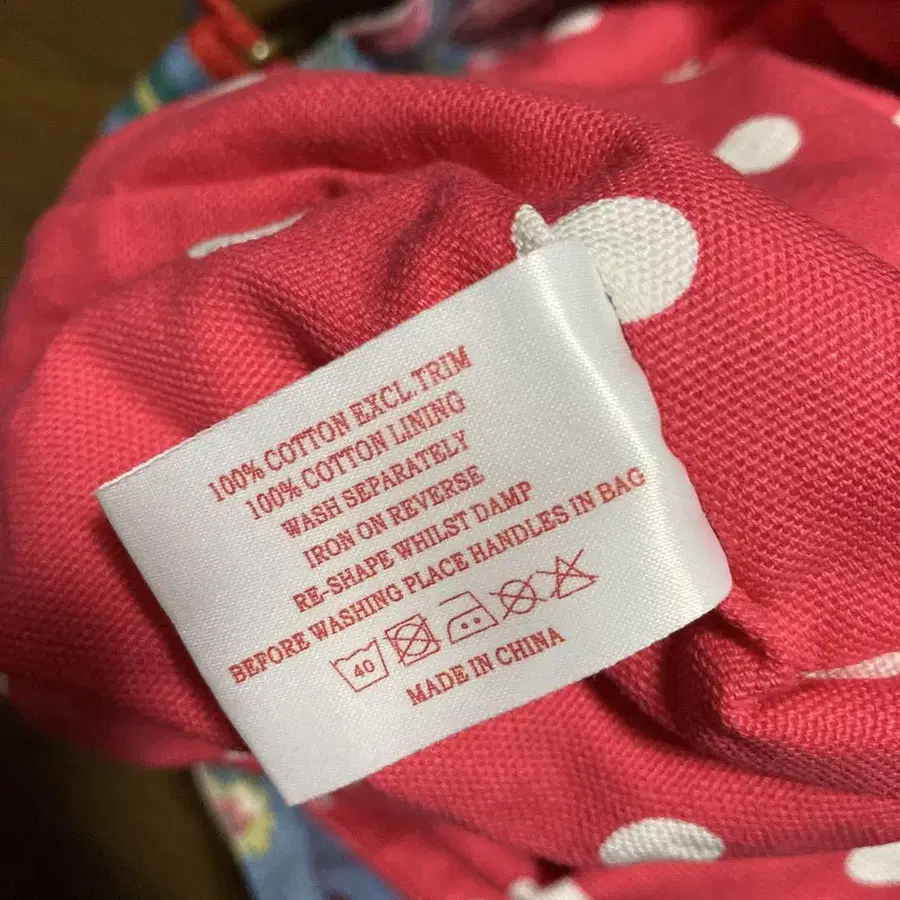 100% COTTON EXCL.TRIM
100% COTTON LINING
WASH SEPARATELY
IRON ON REVERSE
RE-SHAPE WHILST DAMP
BEFORE WASHING PLACE HANDLES IN BAG
40
MADE IN CHINA